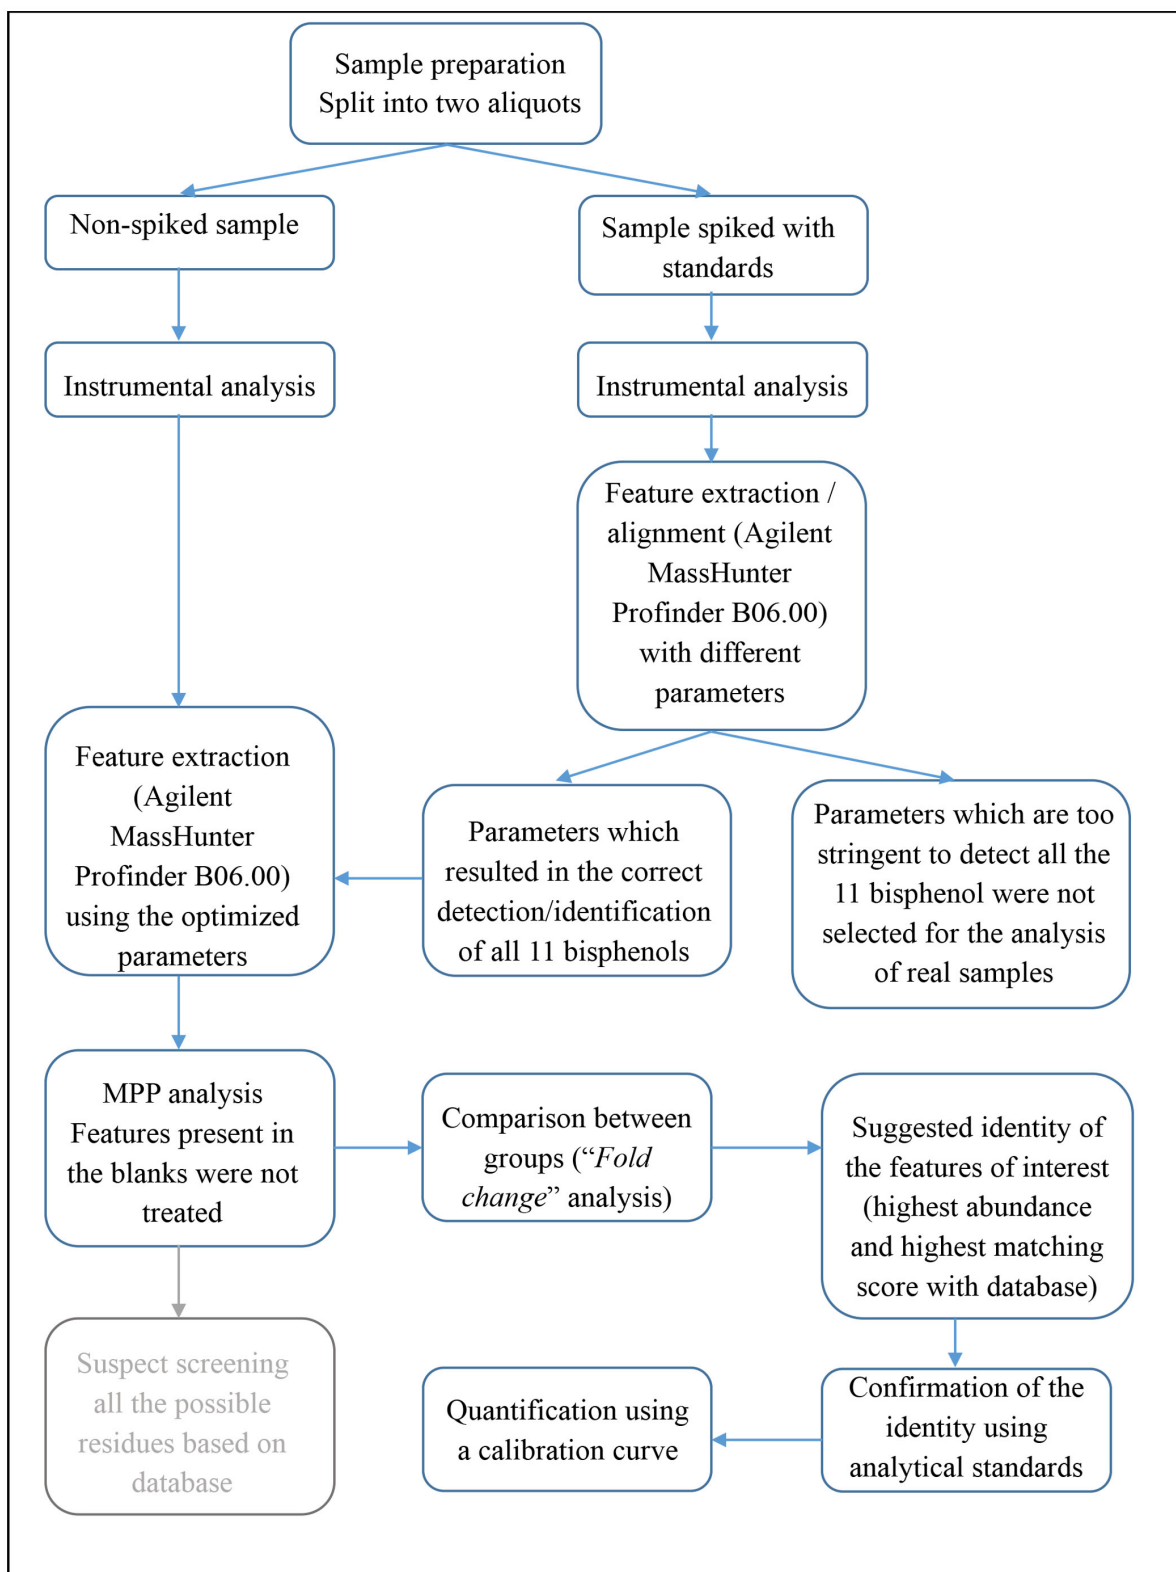 Sample preparation
Split into two aliquots
Non-spiked sample
Sample spiked with
standards
Instrumental analysis
Instrumental analysis
Feature extraction /
alignment (Agilent
MassHunter
Profinder B06.00)
with different
parameters
Feature extraction
(Agilent
MassHunter
Profinder B06.00)
using the optimized
parameters
Parameters which
resulted in the correct
detection/identification
of all 11 bisphenols
Parameters which are too
stringent to detect all the
11 bisphenol were not
selected for the analysis
of real samples
MPP analysis
Features present in
the blanks were not
treated
Comparison between
groups (“Fold
change” analysis)
Suggested identity of
the features of interest
(highest abundance
and highest matching
score with database)
Suspect screening
all the possible
residues based on
database
Quantification using
a calibration curve
Confirmation of the
identity using
analytical standards